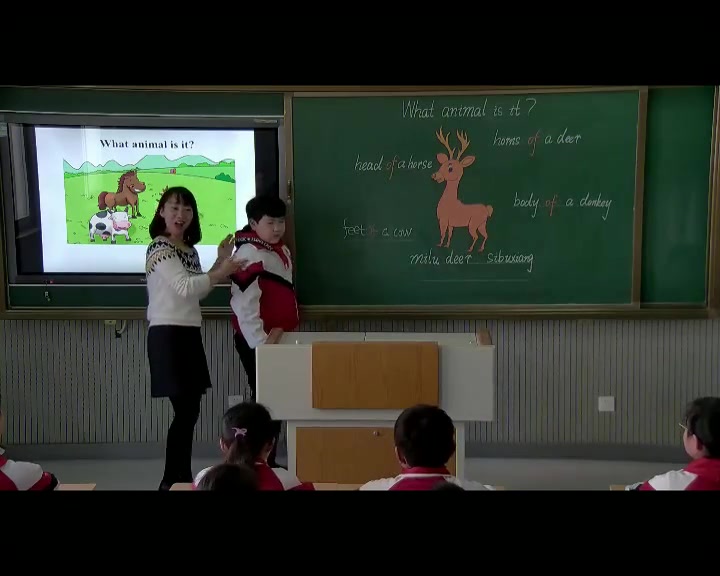 What animal is it?
What animal is it?
horns of a deer
head of a horse
body of a donkey
feet of a cow
milu deer sibuxiang